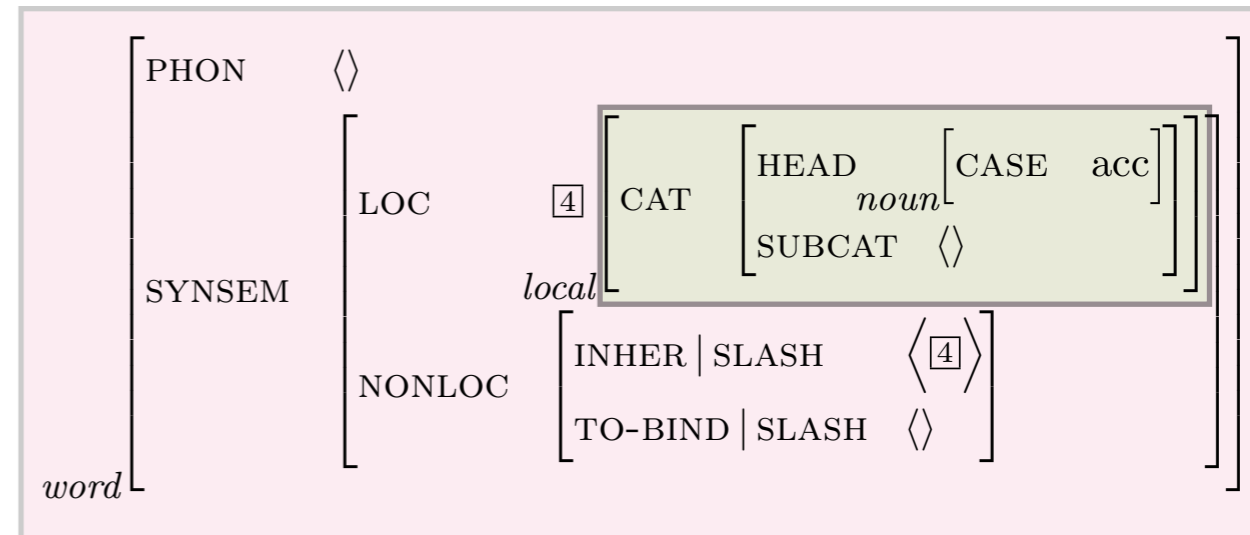 PHON ⟨⟩
HEAD noun[CASE acc]
LOC 4 CAT
SUBCAT ⟨⟩
SYNSEM local
INHER | SLASH ⟨4⟩
NONLOC
TO-BIND | SLASH ⟨⟩
word